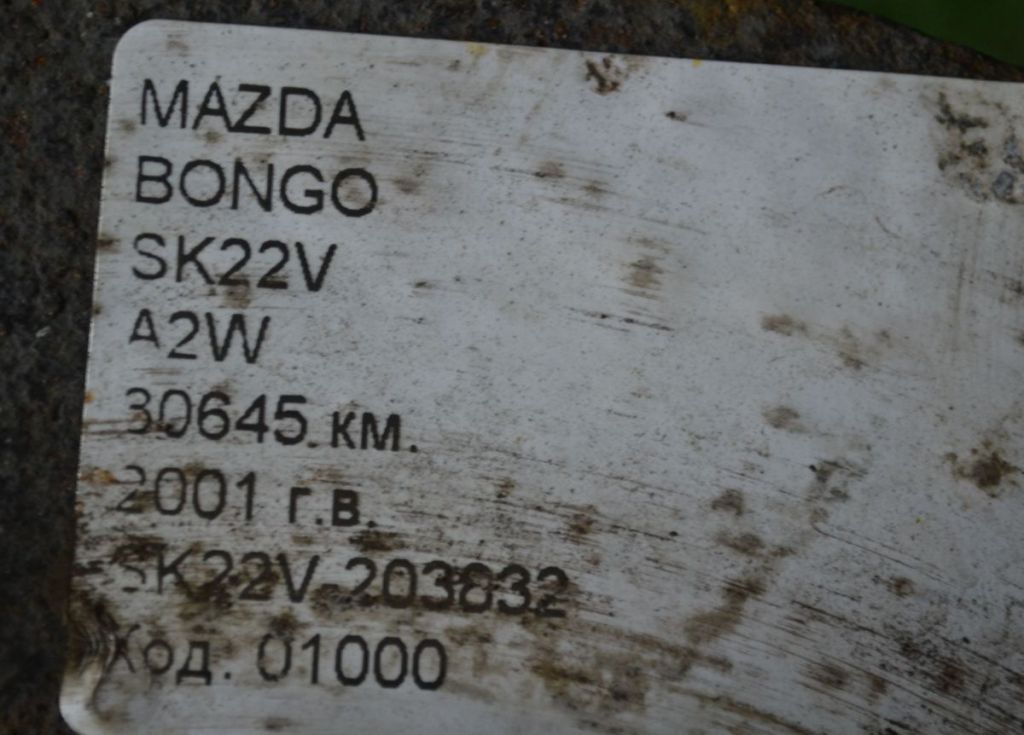 MAZDA
BONGO
SK22V
A2W
30645 км.
2001 г.в.
SK22V-203832
Код. 01000